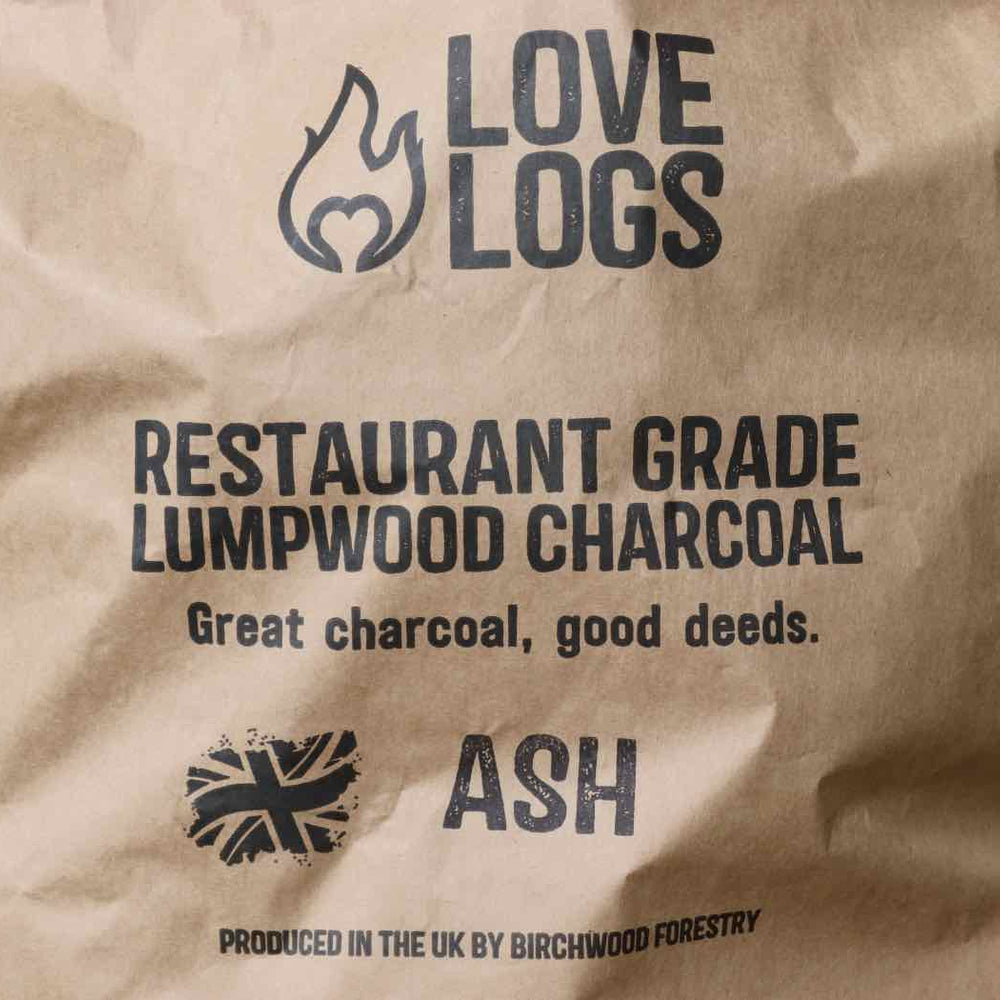 LOVE
LOGS
RESTAURANT GRADE
LUMPWOOD CHARCOAL
Great charcoal, good deeds.
ASH
PRODUCED IN THE UK BY BIRCHWOOD FORESTRY